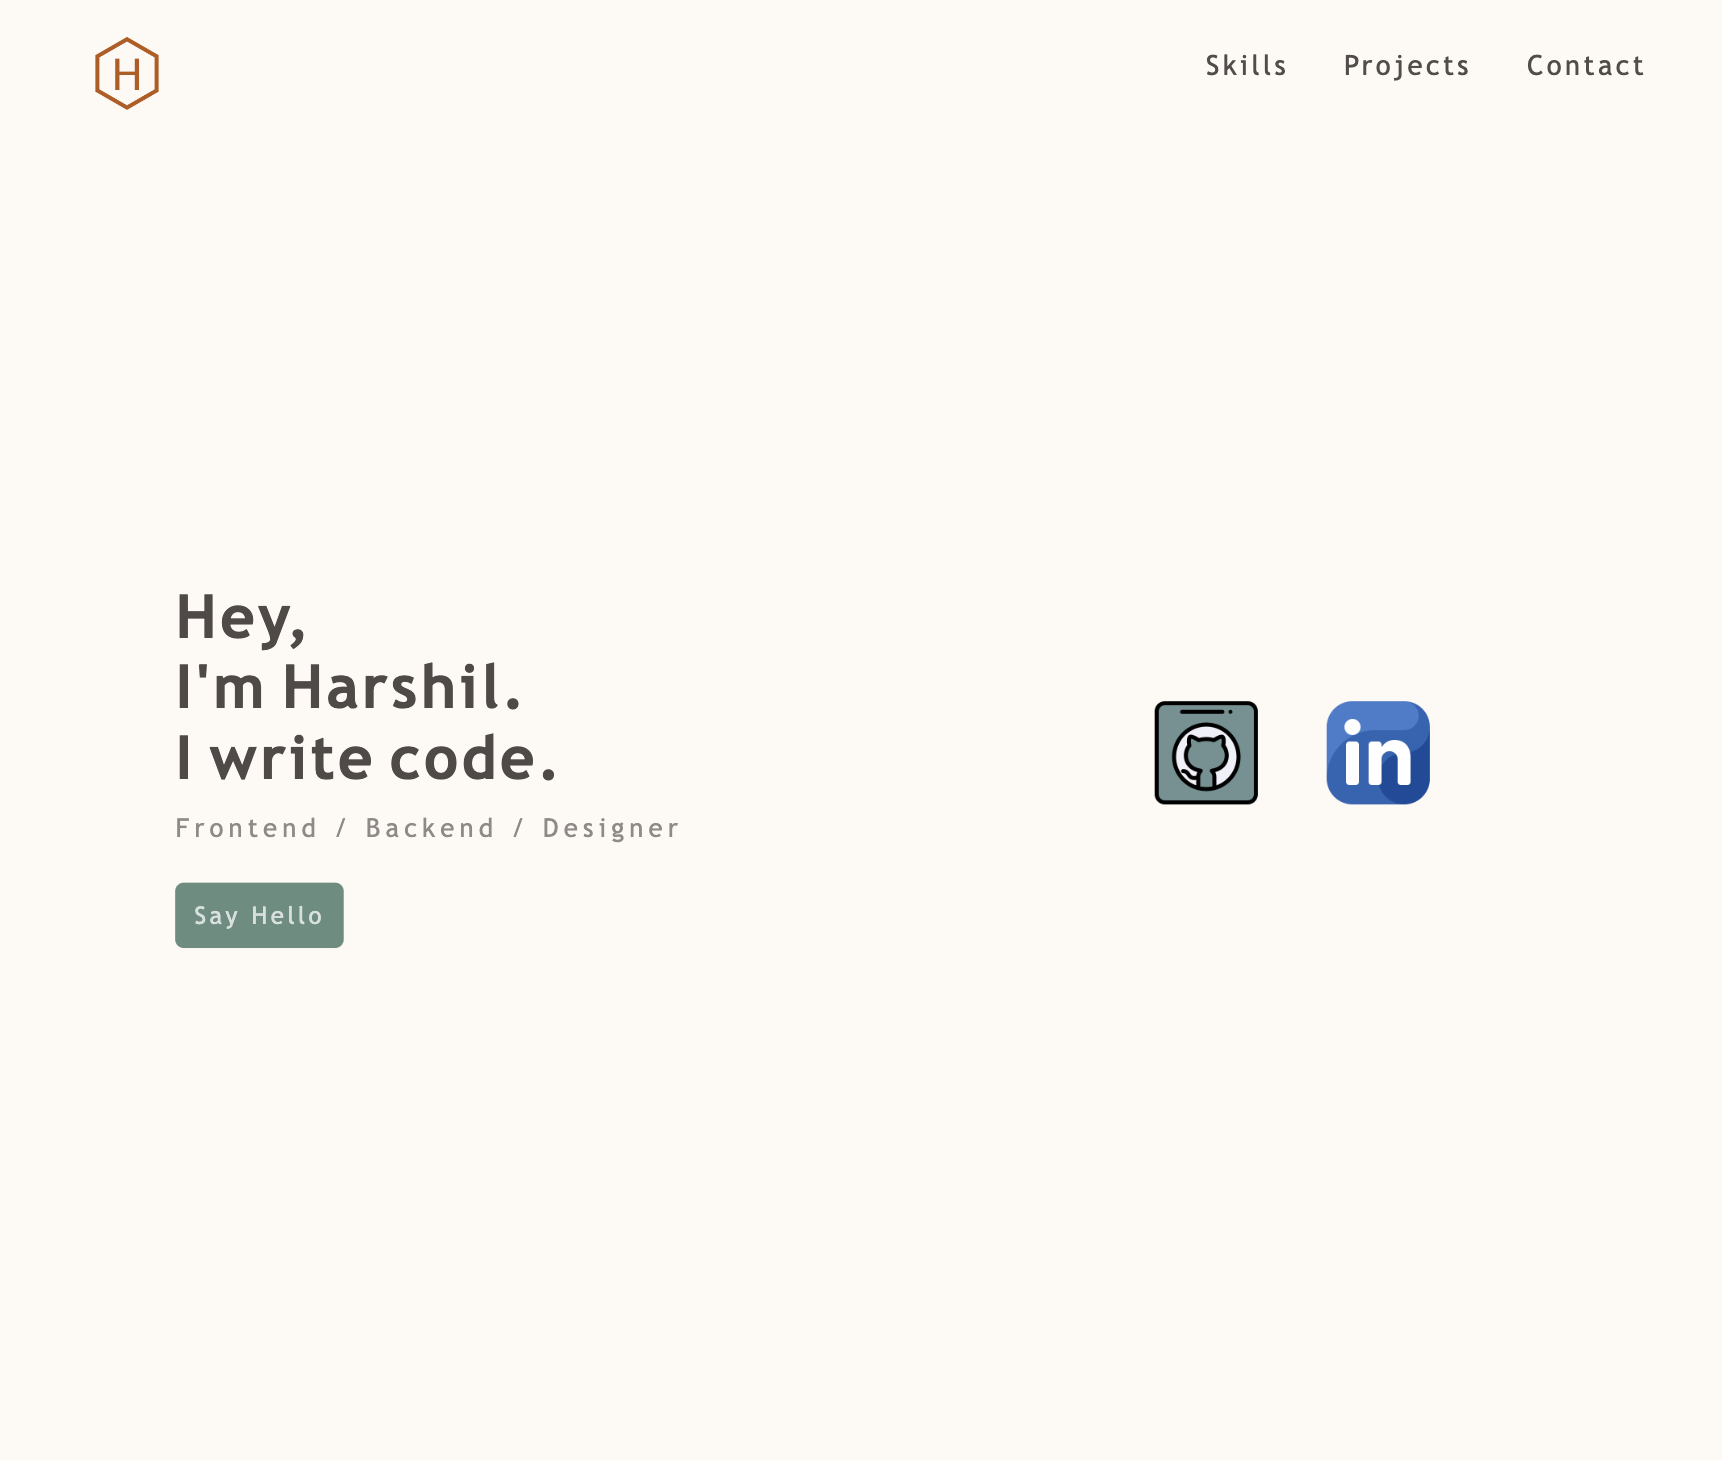 H
Skills
Projects
Contact
Hey,
I'm Harshil.
I write code.
Frontend / Backend / Designer
Say Hello
in